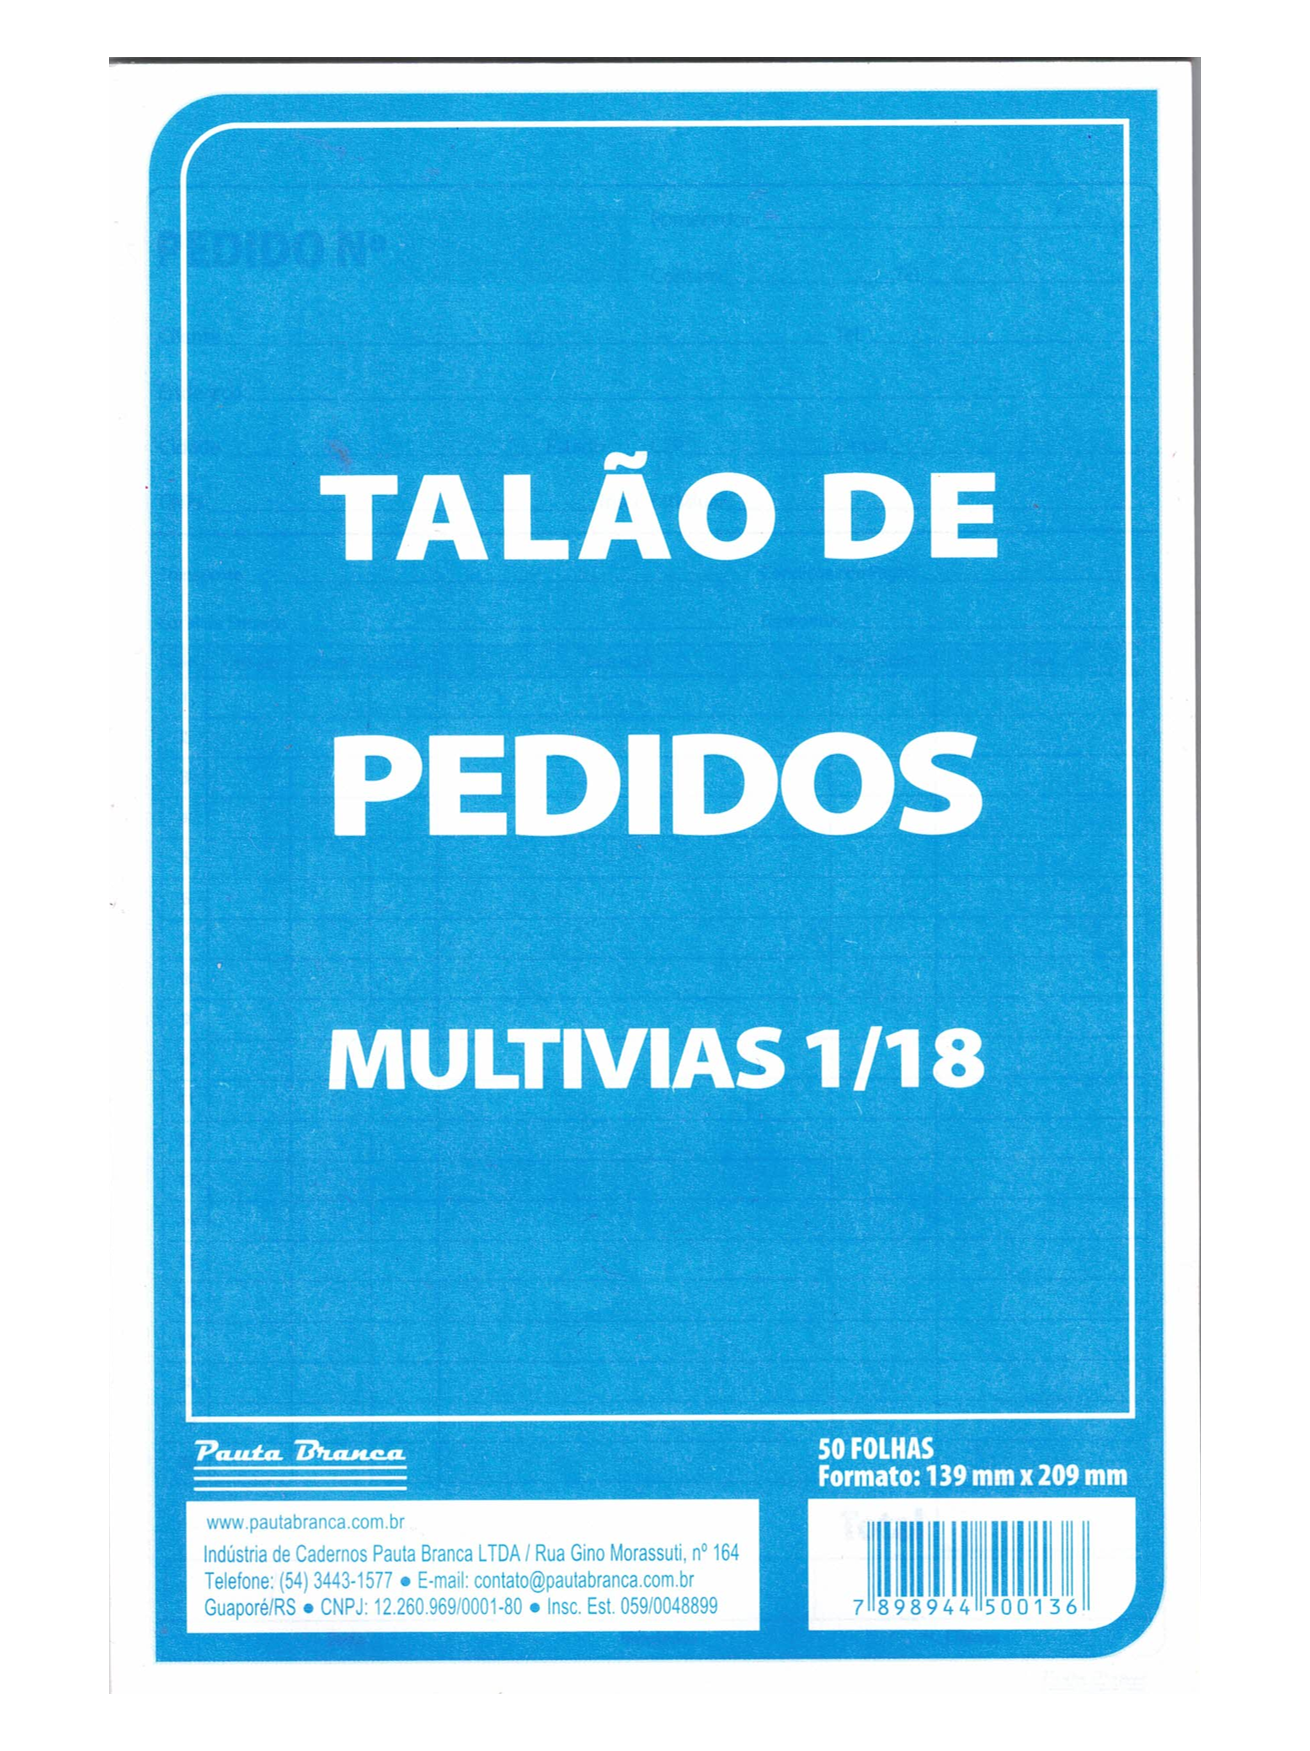 PEDIDO Nº
TALÃO DE
PEDIDOS
MULTIVIAS 1/18
Pauta Branca
50 FOLHAS
Formato: 139 mm x 209 mm
www.pautabranca.com.br
Indústria de Cadernos Pauta Branca LTDA / Rua Gino Morassuti, nº 164
Telefone: (54) 3443-1577 ● E-mail: contato@pautabranca.com.br
Guaporé/RS ● CNPJ: 12.260.969/0001-80 ● Insc. Est. 059/0048899
7 898944 500136